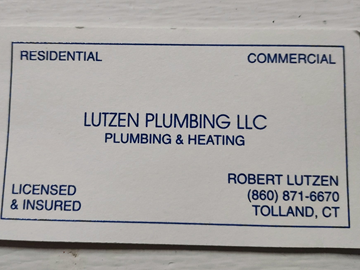 RESIDENTIAL
COMMERCIAL
LUTZEN PLUMBING LLC
PLUMBING & HEATING
LICENSED
& INSURED
ROBERT LUTZEN
(860) 871-6670
TOLLAND, CT